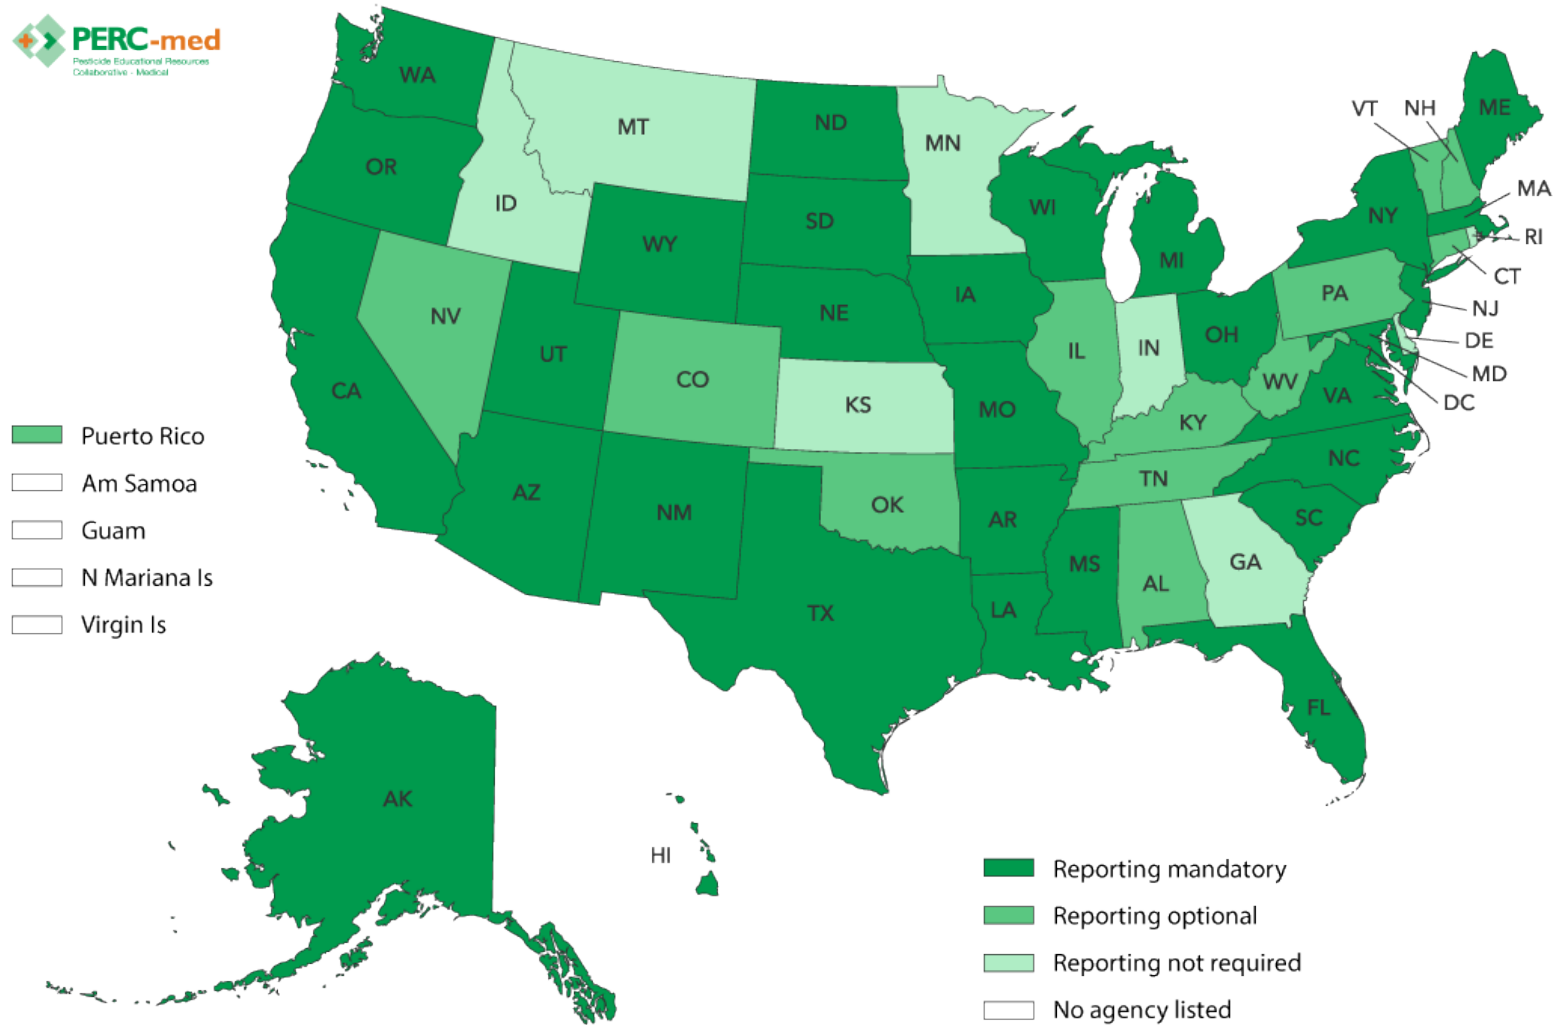 PERC-med
Pesticide Educational Resources
Collaborative - Medical
WA
MT
ND
MN
VT
NH
ME
OR
ID
SD
WI
MI
NY
MA
RI
CT
WY
IA
NE
PA
NJ
NV
UT
CO
KS
MO
IL
IN
OH
WV
VA
DE
MD
DC
CA
KY
AZ
NM
OK
AR
TN
NC
SC
MS
AL
GA
TX
LA
FL
AK
HI
Puerto Rico
Am Samoa
Guam
N Mariana Is
Virgin Is
Reporting mandatory
Reporting optional
Reporting not required
No agency listed